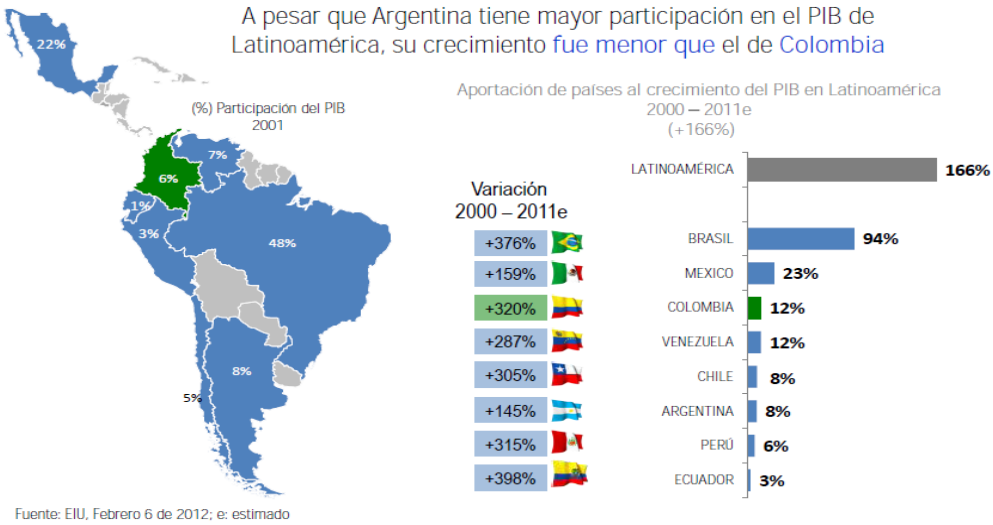 A pesar que Argentina tiene mayor participación en el PIB de
Latinoamérica, su crecimiento fue menor que el de Colombia
22%
(%) Participación del PIB
2001
7%
6%
1%
3%
48%
8%
5%
Variación
2000 – 2011e
+376%
+159%
+320%
+287%
+305%
+145%
+315%
+398%
Aportación de países al crecimiento del PIB en Latinoamérica
2000 – 2011e
(+166%)
LATINOAMÉRICA 166%
BRASIL 94%
MEXICO 23%
COLOMBIA 12%
VENEZUELA 12%
CHILE 8%
ARGENTINA 8%
PERÚ 6%
ECUADOR 3%
Fuente: EIU, Febrero 6 de 2012; e: estimado